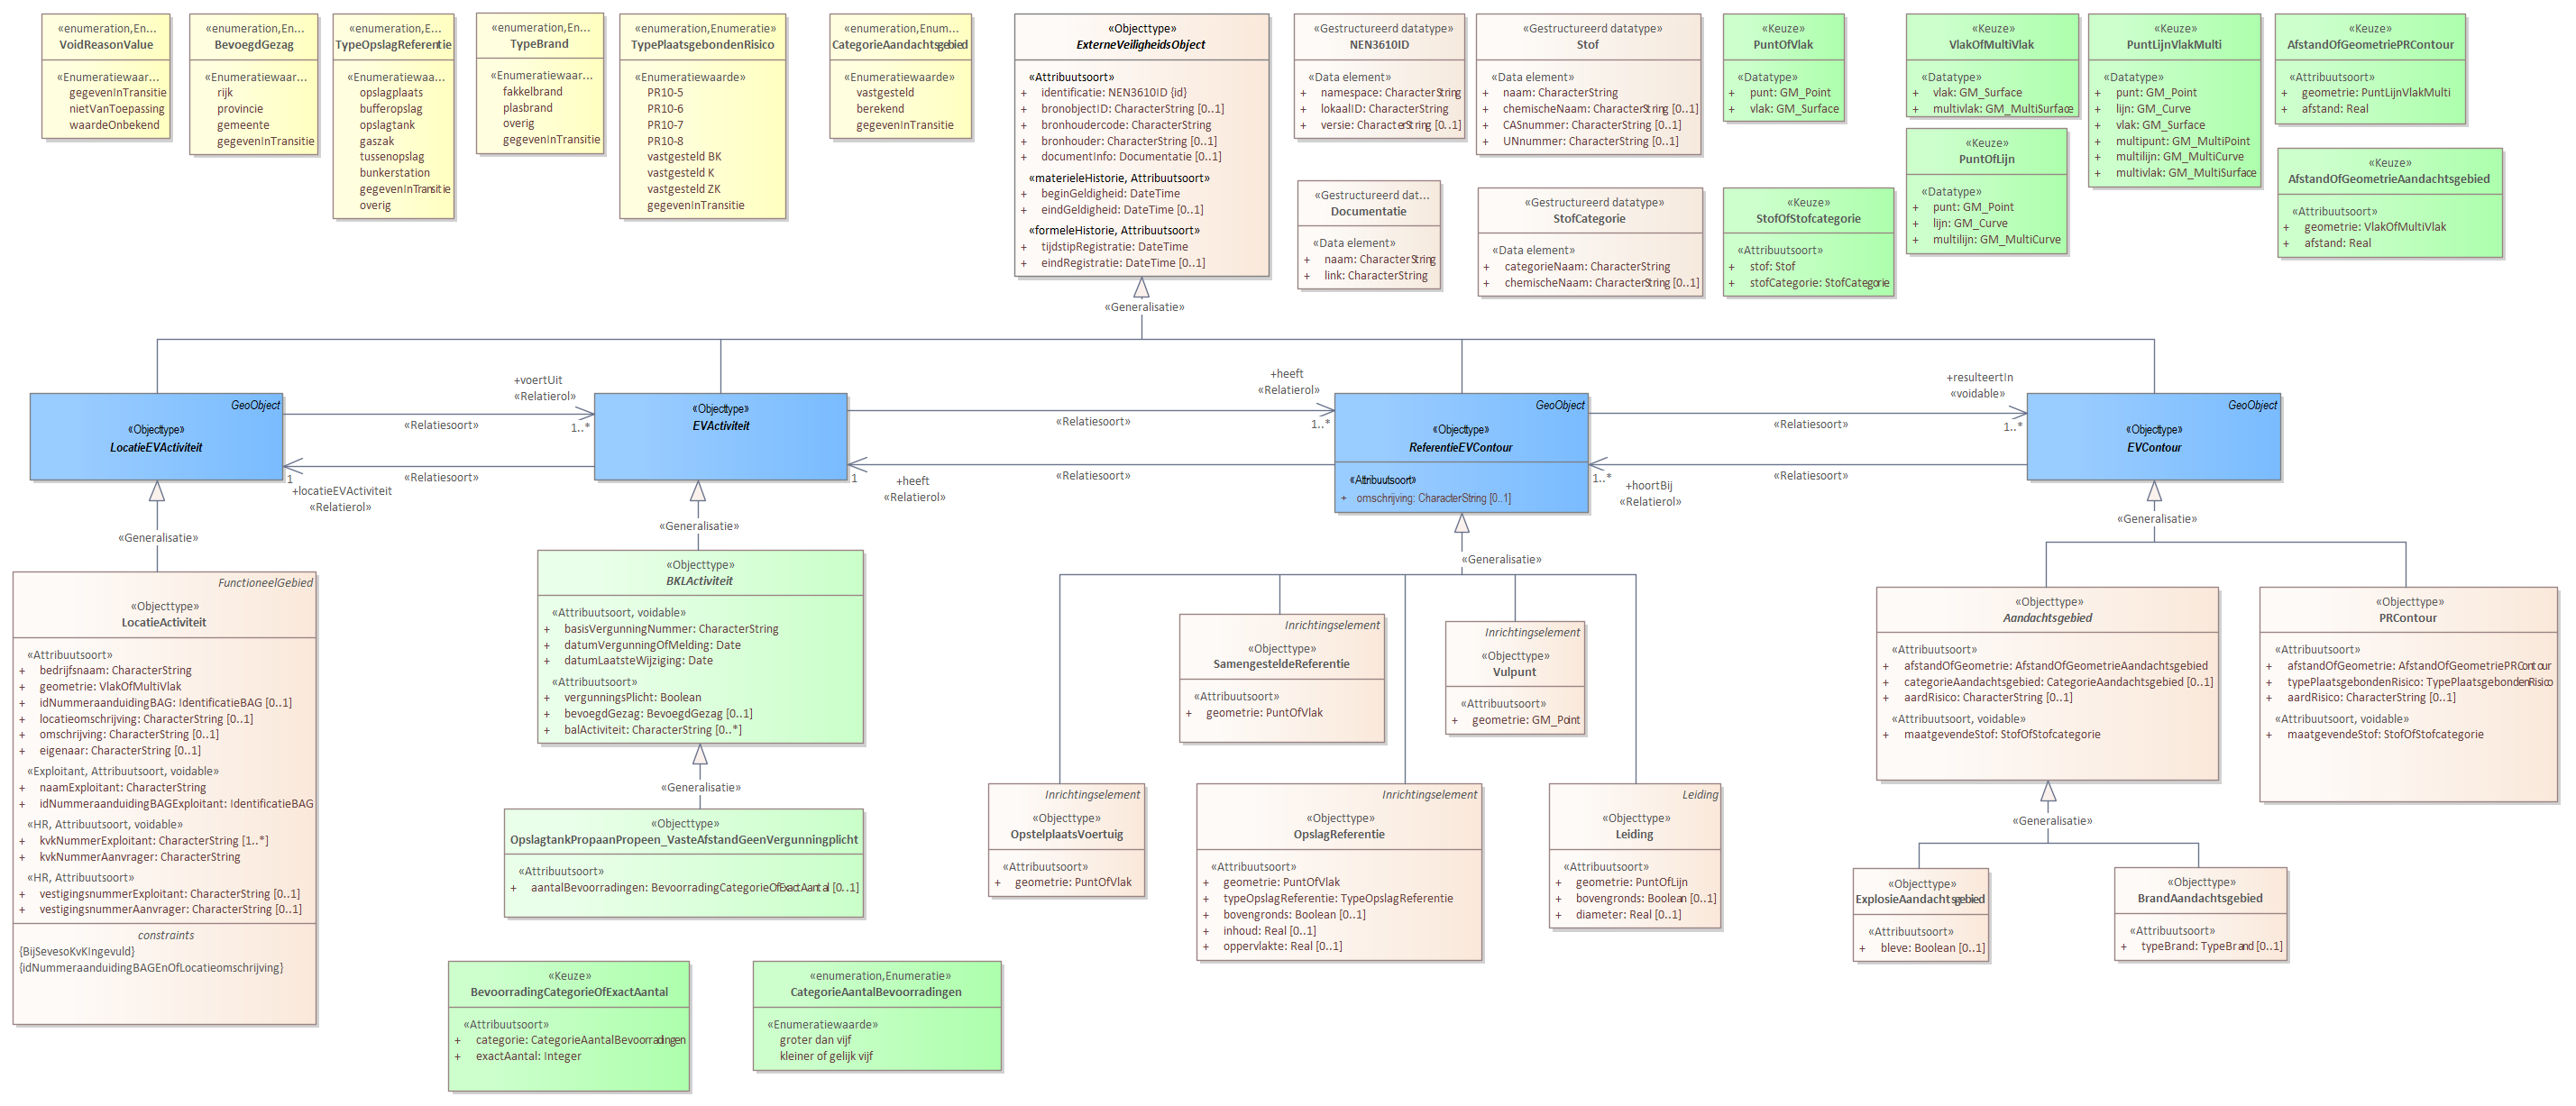 «enumeration,En...
VoidReasonValue
«Enumeratiewaar...
gegevenInTransitie
nietVanToepassing
waardeOnbekend
«enumeration,En...
BevoegdGezag
«Enumeratiewaar...
rijk
provincie
gemeente
gegevenInTransitie
«enumeration,En...
TypeOpslagReferentie
«Enumeratiewaa...
opslagplaats
bufferopslag
opslagtank
gaszak
tussenopslag
bunkerstation
gegevenInTransitie
overig
«enumeration,En...
TypeBrand
«Enumeratiewaar...
fakkelbrand
plasbrand
overig
gegevenInTransitie
«enumeration,Enumeratie»
TypePlaatsgebondenRisico
«Enumeratiewaarde»
PR10-5
PR10-6
PR10-7
PR10-8
vastgesteld BK
vastgesteld K
vastgesteld ZK
gegevenInTransitie
«enumeration,Enum...
CategorieAandachtsgebied
«Enumeratiewaarde»
vastgesteld
berekend
gegevenInTransitie
«Objecttype»
ExterneVeiligheidsObject
«Attribuutsoort»
+ identificatie: NEN3610ID {id}
+ bronobjectID: CharacterString [0..1]
+ bronhoudercode: CharacterString
+ bronhouder: CharacterString [0..1]
+ documentInfo: Documentatie [0..1]
«materieleHistorie, Attribuutsoort»
+ beginGeldigheid: DateTime
+ eindGeldigheid: DateTime [0..1]
«formeleHistorie, Attribuutsoort»
+ tijdstipRegistratie: DateTime
+ eindRegistratie: DateTime [0..1]
«Gestructureerd datatype»
NEN3610ID
«Data element»
+ namespace: CharacterString
+ lokaalID: CharacterString
+ versie: CharacterString [0..1]
«Gestructureerd dat...
Documentatie
«Data element»
+ naam: CharacterString
+ link: CharacterString
«Gestructureerd datatype»
Stof
«Data element»
+ naam: CharacterString
+ chemischeNaam: CharacterString [0..1]
+ CASnummer: CharacterString [0..1]
+ UNnummer: CharacterString [0..1]
«Gestructureerd datatype»
StofCategorie
«Data element»
+ categorieNaam: CharacterString
+ chemischeNaam: CharacterString [0..1]
«Keuze»
PuntOfVlak
«Datatype»
+ punt: GM_Point
+ vlak: GM_Surface
«Keuze»
StofOfStofcategorie
«Attribuutsoort»
+ stof: Stof
+ stofCategorie: StofCategorie
«Keuze»
VlakOfMultiVlak
«Datatype»
+ vlak: GM_Surface
+ multivlak: GM_MultiSurface
«Keuze»
PuntOfLijn
«Datatype»
+ punt: GM_Point
+ lijn: GM_Curve
+ multilijn: GM_MultiCurve
«Keuze»
PuntLijnVlakMulti
«Datatype»
+ punt: GM_Point
+ lijn: GM_Curve
+ vlak: GM_Surface
+ multipunt: GM_MultiPoint
+ multilijn: GM_MultiCurve
+ multivlak: GM_MultiSurface
«Keuze»
AfstandOfGeometriePRContour
«Attribuutsoort»
+ geometrie: PuntLijnVlakMulti
+ afstand: Real
«Keuze»
AfstandOfGeometrieAandachtsgebied
«Attribuutsoort»
+ geometrie: VlakOfMultiVlak
+ afstand: Real
«Generalisatie»
GeoObject
«Objecttype»
LocatieEVActiviteit
+voertUit
«Relatierol»
1..*
«Relatiesoort»
«Relatiesoort»
1
+locatieEVActiviteit
«Relatierol»
«Objecttype»
EVActiviteit
+heeft
«Relatierol»
1..*
«Relatiesoort»
«Relatiesoort»
1
+heeft
«Relatierol»
GeoObject
«Objecttype»
ReferentieEVContour
«Attribuutsoort»
+ omschrijving: CharacterString [0..1]
+resulteertIn
«voidable»
1..*
«Relatiesoort»
«Relatiesoort»
1..*
+hoortBij
«Relatierol»
GeoObject
«Objecttype»
EVContour
«Generalisatie»
«Generalisatie»
«Generalisatie»
«Generalisatie»
FunctioneelGebied
«Objecttype»
LocatieActiviteit
«Attribuutsoort»
+ bedrijfsnaam: CharacterString
+ geometrie: VlakOfMultiVlak
+ idNummeraanduidingBAG: IdentificatieBAG [0..1]
+ locatieomschrijving: CharacterString [0..1]
+ omschrijving: CharacterString [0..1]
+ eigenaar: CharacterString [0..1]
«Exploitant, Attribuutsoort, voidable»
+ naamExploitant: CharacterString
+ idNummeraanduidingBAGExploitant: IdentificatieBAG
«HR, Attribuutsoort, voidable»
+ kvkNummerExploitant: CharacterString [1..*]
+ kvkNummerAanvrager: CharacterString
«HR, Attribuutsoort»
+ vestigingsnummerExploitant: CharacterString [0..1]
+ vestigingsnummerAanvrager: CharacterString [0..1]
constraints
{BijSevesoKvKIngevuld}
{idNummeraanduidingBAGEnOfLocatieomschrijving}
«Objecttype»
BKLActiviteit
«Attribuutsoort, voidable»
+ basisVergunningNummer: CharacterString
+ datumVergunningOfMelding: Date
+ datumLaatsteWijziging: Date
«Attribuutsoort»
+ vergunningsPlicht: Boolean
+ bevoegdGezag: BevoegdGezag [0..1]
+ balActiviteit: CharacterString [0..*]
«Generalisatie»
«Objecttype»
OpslagtankPropaanPropeen_VasteAfstandGeenVergunningplicht
«Attribuutsoort»
+ aantalBevoorradingen: BevoorradingCategorieOfExactAantal [0..1]
«Keuze»
BevoorradingCategorieOfExactAantal
«Attribuutsoort»
+ categorie: CategorieAantalBevoorradingen
+ exactAantal: Integer
«enumeration,Enumeratie»
CategorieAantalBevoorradingen
«Enumeratiewaarde»
groter dan vijf
kleiner of gelijk vijf
Inrichtingselement
«Objecttype»
SamengesteldeReferentie
«Attribuutsoort»
+ geometrie: PuntOfVlak
Inrichtingselement
«Objecttype»
Vulpunt
«Attribuutsoort»
+ geometrie: GM_Point
Inrichtingselement
«Objecttype»
OpstelplaatsVoertuig
«Attribuutsoort»
+ geometrie: PuntOfVlak
Inrichtingselement
«Objecttype»
OpslagReferentie
«Attribuutsoort»
+ geometrie: PuntOfVlak
+ typeOpslagReferentie: TypeOpslagReferentie
+ bovengronds: Boolean [0..1]
+ inhoud: Real [0..1]
+ oppervlakte: Real [0..1]
Leiding
«Objecttype»
Leiding
«Attribuutsoort»
+ geometrie: PuntOfLijn
+ bovengronds: Boolean [0..1]
+ diameter: Real [0..1]
«Objecttype»
Aandachtsgebied
«Attribuutsoort»
+ afstandOfGeometrie: AfstandOfGeometrieAandachtsgebied
+ categorieAandachtsgebied: CategorieAandachtsgebied [0..1]
+ aardRisico: CharacterString [0..1]
«Attribuutsoort, voidable»
+ maatgevendeStof: StofOfStofcategorie
«Objecttype»
PRContour
«Attribuutsoort»
+ afstandOfGeometrie: AfstandOfGeometriePRContour
+ typePlaatsgebondenRisico: TypePlaatsgebondenRisico
+ aardRisico: CharacterString [0..1]
«Attribuutsoort, voidable»
+ maatgevendeStof: StofOfStofcategorie
«Generalisatie»
«Objecttype»
ExplosieAandachtsgebied
«Attribuutsoort»
+ bleve: Boolean [0..1]
«Objecttype»
BrandAandachtsgebied
«Attribuutsoort»
+ typeBrand: TypeBrand [0..1]